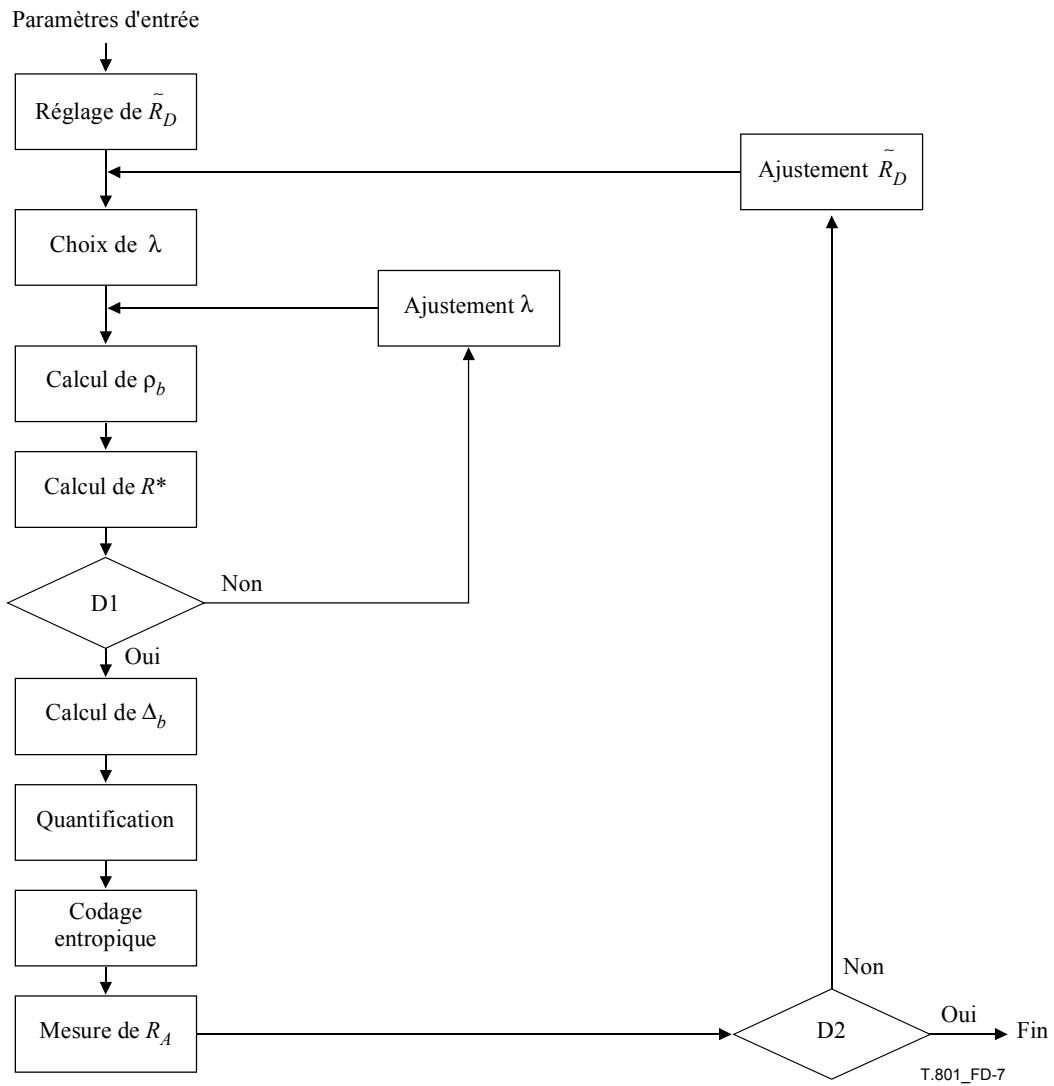 Paramètres d'entrée
Réglage de R̃_D
Ajustement R̃_D
Choix de λ
Ajustement λ
Calcul de ρ_b
Calcul de R*
Non
D1
Oui
Calcul de Δ_b
Quantification
Codage
entropique
Non
Mesure de R_A
D2
Oui
Fin
T.801_FD-7